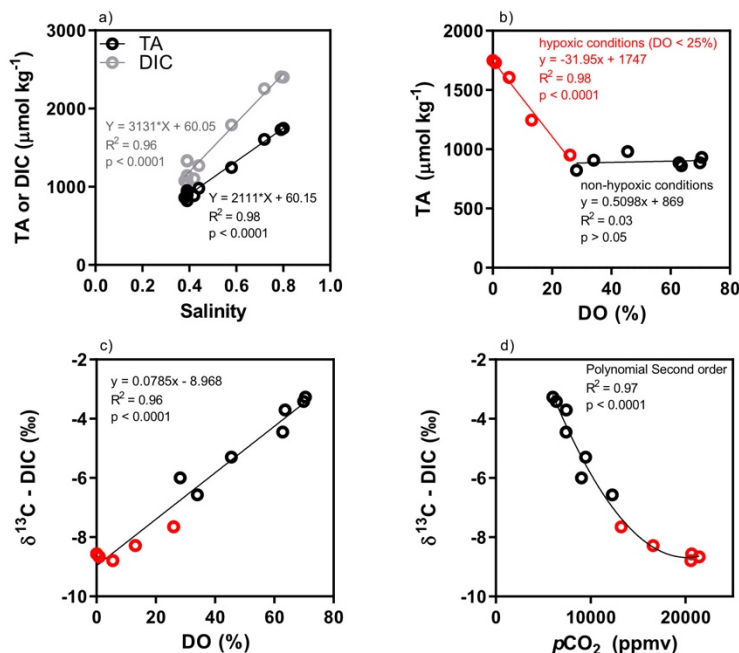 a)
TA
DIC
Y = 3131*X + 60.05
R2 = 0.96
p < 0.0001
Y = 2111*X + 60.15
R2 = 0.98
p < 0.0001
3000
2000
1000
0
0.0 0.2 0.4 0.6 0.8 1.0
Salinity
TA or DIC (μmol kg-1)
b)
hypoxic conditions (DO < 25%)
y = -31.95x + 1747
R2 = 0.98
p < 0.0001
non-hypoxic conditions
y = 0.5098x + 869
R2 = 0.03
p > 0.05
2000
1500
1000
500
0
0 20 40 60 80
DO (%)
TA
(μmol kg-1)
c)
y = 0.0785x - 8.968
R2 = 0.96
p < 0.0001
-2
-4
-6
-8
-10
0 20 40 60 80
DO (%)
δ13C - DIC (‰)
d)
Polynomial Second order
R2 = 0.97
p < 0.0001
-2
-4
-6
-8
-10
0 10000 20000
pCO2 (ppmv)
δ13C - DIC (‰)